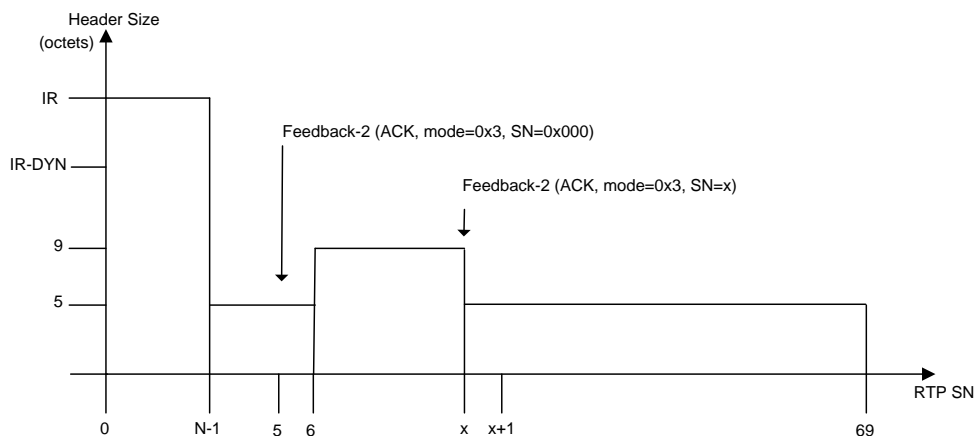 Header Size
(octets)
IR
Feedback-2 (ACK, mode=0x3, SN=0x000)
IR-DYN
Feedback-2 (ACK, mode=0x3, SN=x)
9
5
RTP SN
0
N-1
5
6
x
x+1
69